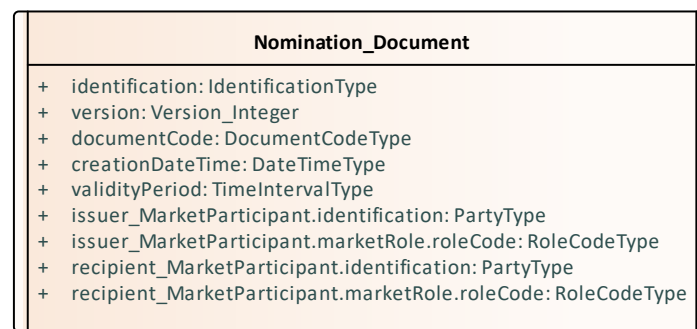 Nomination_Document
+ identification: IdentificationType
+ version: Version_Integer
+ documentCode: DocumentCodeType
+ creationDateTime: DateTimeType
+ validityPeriod: TimeIntervalType
+ issuer_MarketParticipant.identification: PartyType
+ issuer_MarketParticipant.marketRole.roleCode: RoleCodeType
+ recipient_MarketParticipant.identification: PartyType
+ recipient_MarketParticipant.marketRole.roleCode: RoleCodeType